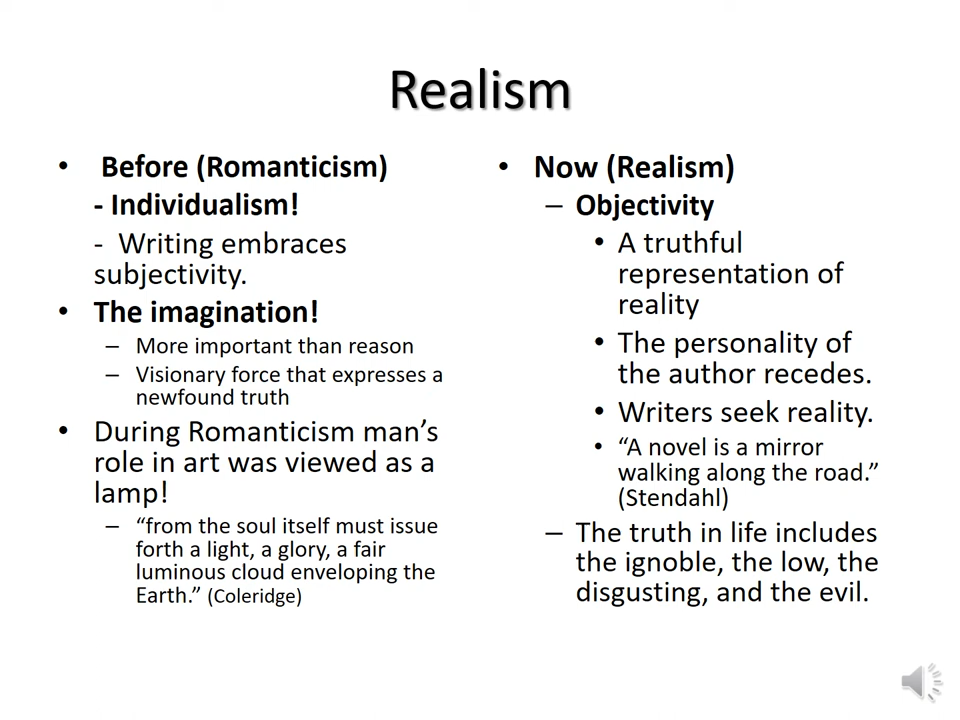 Realism
• Before (Romanticism)
- Individualism!
- Writing embraces
subjectivity.
• The imagination!
– More important than reason
– Visionary force that expresses a
newfound truth
• During Romanticism man’s
role in art was viewed as a
lamp!
– “from the soul itself must issue
forth a light, a glory, a fair
luminous cloud enveloping the
Earth.” (Coleridge)
• Now (Realism)
– Objectivity
• A truthful
representation of
reality
• The personality of
the author recedes.
• Writers seek reality.
• “A novel is a mirror
walking along the road.”
(Stendahl)
– The truth in life includes
the ignoble, the low, the
disgusting, and the evil.